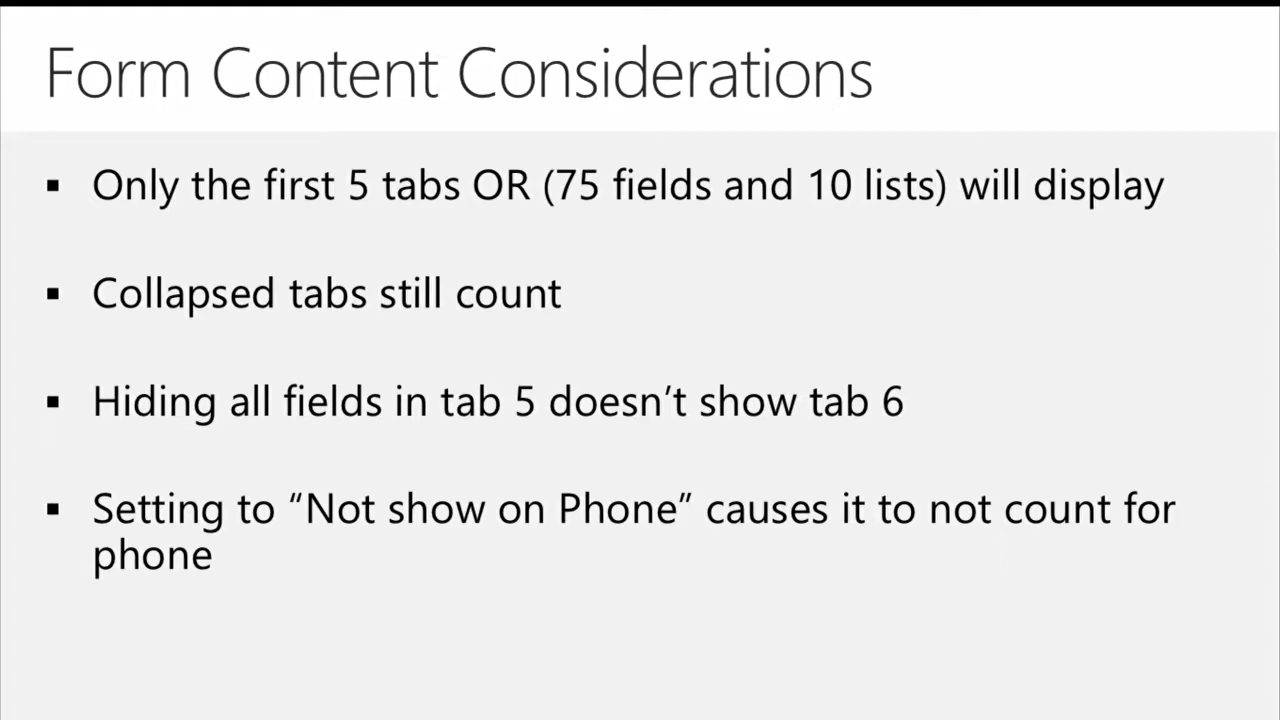 Form Content Considerations
▪ Only the first 5 tabs OR (75 fields and 10 lists) will display
▪ Collapsed tabs still count
▪ Hiding all fields in tab 5 doesn’t show tab 6
▪ Setting to “Not show on Phone” causes it to not count for
phone